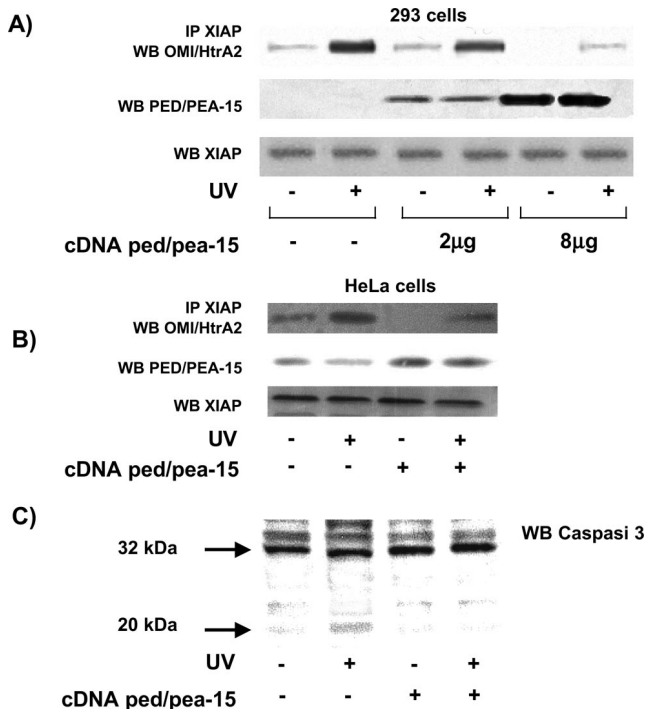 A)
293 cells
IP XIAP
WB OMI/HtrA2
WB PED/PEA-15
WB XIAP
UV - + - + - +
cDNA ped/pea-15 - - 2µg 8µg
B)
HeLa cells
IP XIAP
WB OMI/HtrA2
WB PED/PEA-15
WB XIAP
UV - + - +
cDNA ped/pea-15 - - + +
C)
WB Caspasi 3
32 kDa
20 kDa
UV - + - +
cDNA ped/pea-15 - - + +